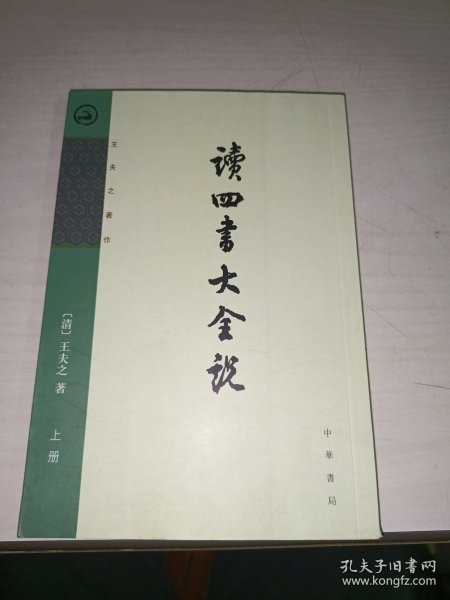 王夫之著作
讀四書大全説
〔清〕王夫之 著
上册
中華書局
孔夫子旧书网
www.kongfz.com